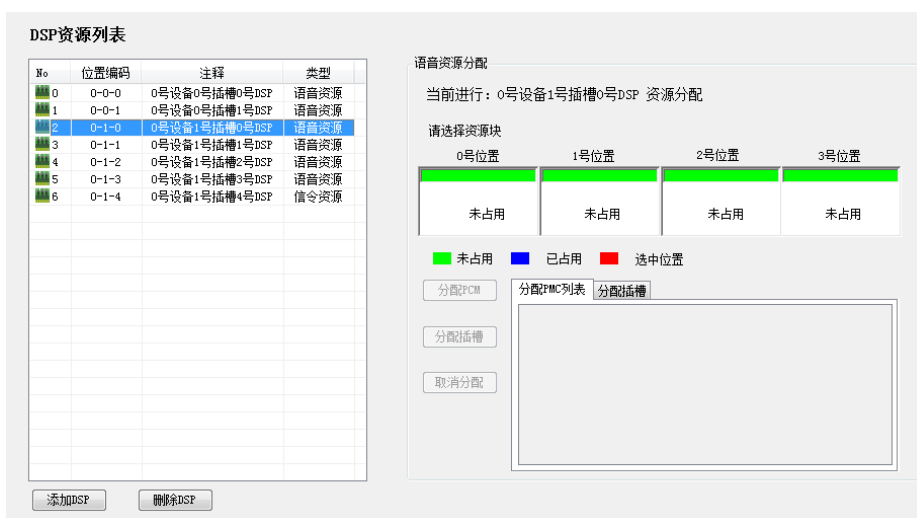 DSP资源列表
No 位置编码 注释 类型
0 0-0-0 0号设备0号插槽0号DSP 语音资源
1 0-0-1 0号设备0号插槽1号DSP 语音资源
2 0-1-0 0号设备1号插槽0号DSP 语音资源
3 0-1-1 0号设备1号插槽1号DSP 语音资源
4 0-1-2 0号设备1号插槽2号DSP 语音资源
5 0-1-3 0号设备1号插槽3号DSP 语音资源
6 0-1-4 0号设备1号插槽4号DSP 信令资源
添加DSP 删除DSP
语音资源分配
当前进行：0号设备1号插槽0号DSP 资源分配
请选择资源块
0号位置 1号位置 2号位置 3号位置
未占用 未占用 未占用 未占用
未占用 已占用 选中位置
分配PCM
分配插槽
取消分配
分配PMC列表 分配插槽